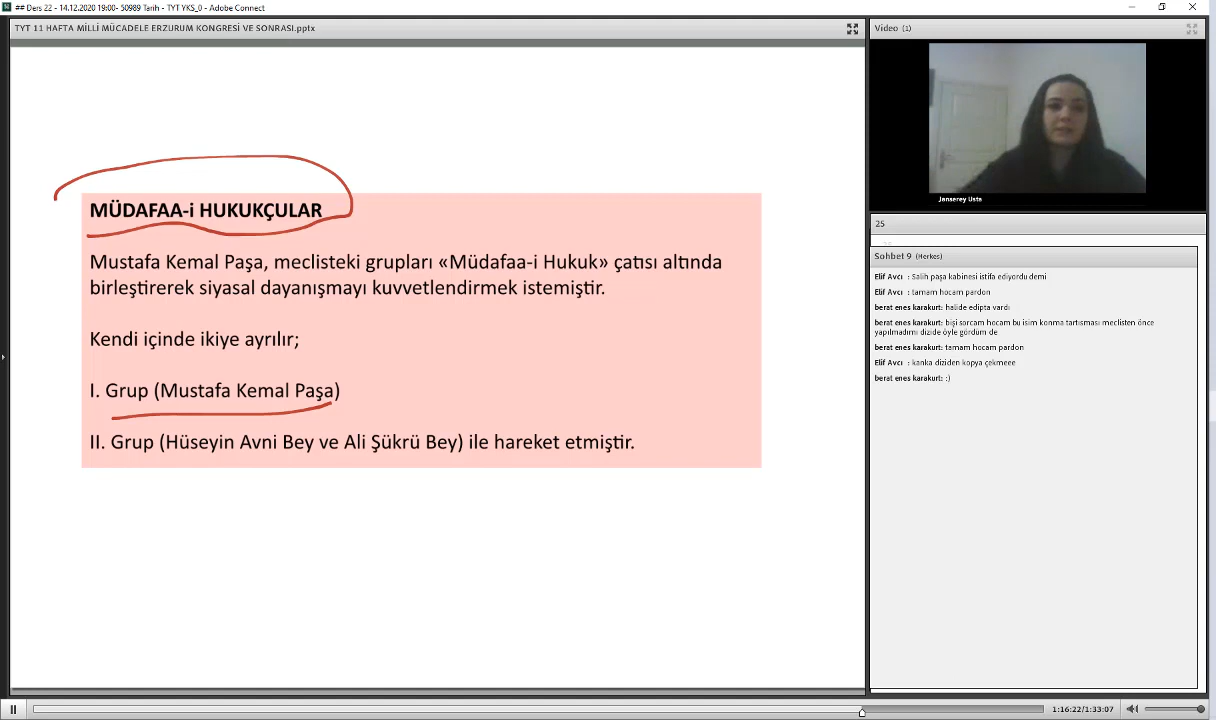 ## Ders 22 - 14.12.2020 19:00- 50989 Tarih - TYT YKS_0 - Adobe Connect
TYT 11 HAFTA MİLLİ MÜCADELE ERZURUM KONGRESİ VE SONRASI.pptx
MÜDAFAA-i HUKUKÇULAR
Mustafa Kemal Paşa, meclisteki grupları «Müdafaa-i Hukuk» çatısı altında
birleştirerek siyasal dayanışmayı kuvvetlendirmek istemiştir.
Kendi içinde ikiye ayrılır;
I. Grup (Mustafa Kemal Paşa)
II. Grup (Hüseyin Avni Bey ve Ali Şükrü Bey) ile hareket etmiştir.
Video (1)
Janserey Usta
25
Sohbet 9 (Herkes)
Elif Avcı : Salih paşa kabinesi istifa ediyordu demi
Elif Avcı : tamam hocam pardon
berat enes karakurt: halide edipta vardı
berat enes karakurt: bişi sorcam hocam bu isim konma tartısması meclisten önce
yapılmadımı dizide öyle gördüm de
berat enes karakurt: tamam hocam pardon
Elif Avcı : kanka diziden kopya çekmeee
berat enes karakurt: :)
1:16:22/1:33:07